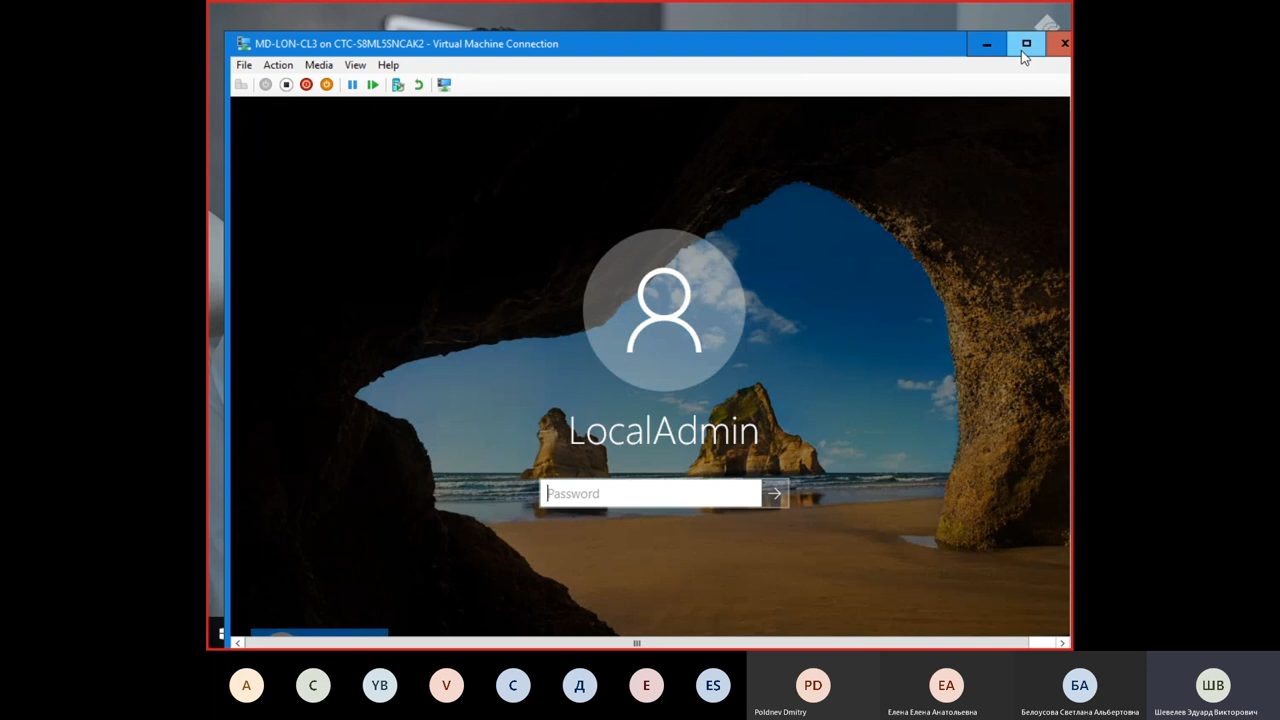 MD-LON-CL3 on CTC-S8ML5SNCAK2 - Virtual Machine Connection
File Action Media View Help
LocalAdmin
Password
A С YB V С Д Е ES PD EA БА ШВ
Poldnev Dmitry Елена Елена Анатольевна Белоусова Светлана Альбертовна Шевелев Эдуард Викторович